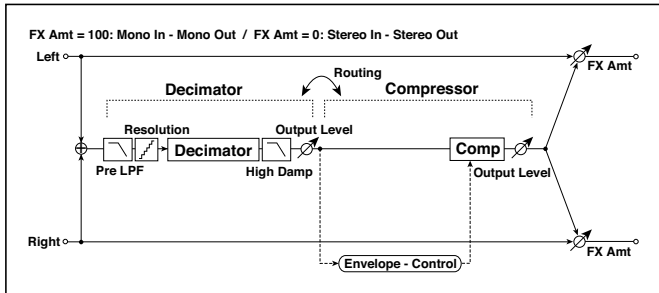 FX Amt = 100: Mono In - Mono Out / FX Amt = 0: Stereo In - Stereo Out
Left
FX Amt
Routing
Decimator
Compressor
Resolution
Output Level
Decimator
Comp
Pre LPF
High Damp
Output Level
Right
FX Amt
Envelope - Control